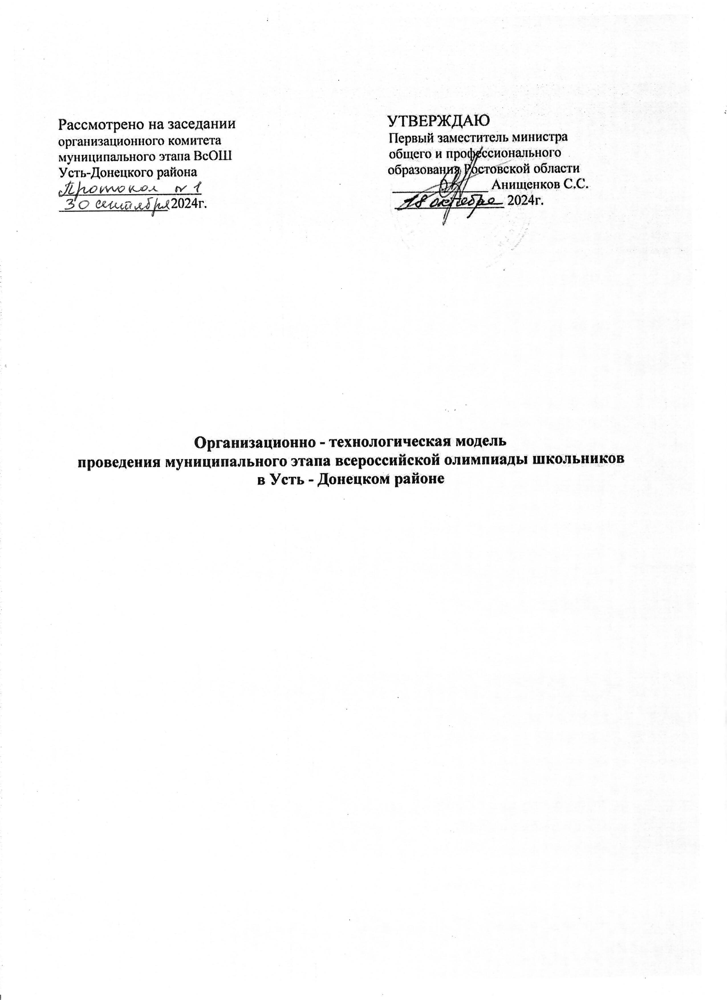 Рассмотрено на заседании
организационного комитета
муниципального этапа ВсОШ
Усть-Донецкого района
Протокол № 1
30 сентября 2024г.
УТВЕРЖДАЮ
Первый заместитель министра
общего и профессионального
образования Ростовской области
Анищенков С.С.
18 октября 2024г.
Организационно - технологическая модель
проведения муниципального этапа всероссийской олимпиады школьников
в Усть - Донецком районе